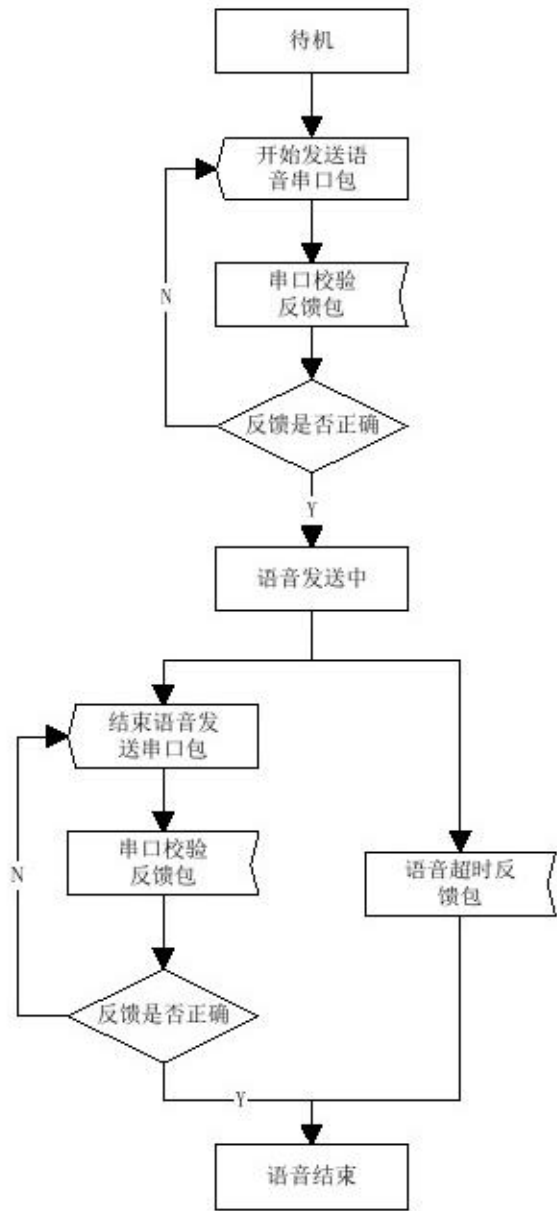 待机
开始发送语
音串口包
串口校验
反馈包
N
反馈是否正确
Y
语音发送中
结束语音发
送串口包
串口校验
反馈包
N
语音超时反
馈包
反馈是否正确
Y
语音结束